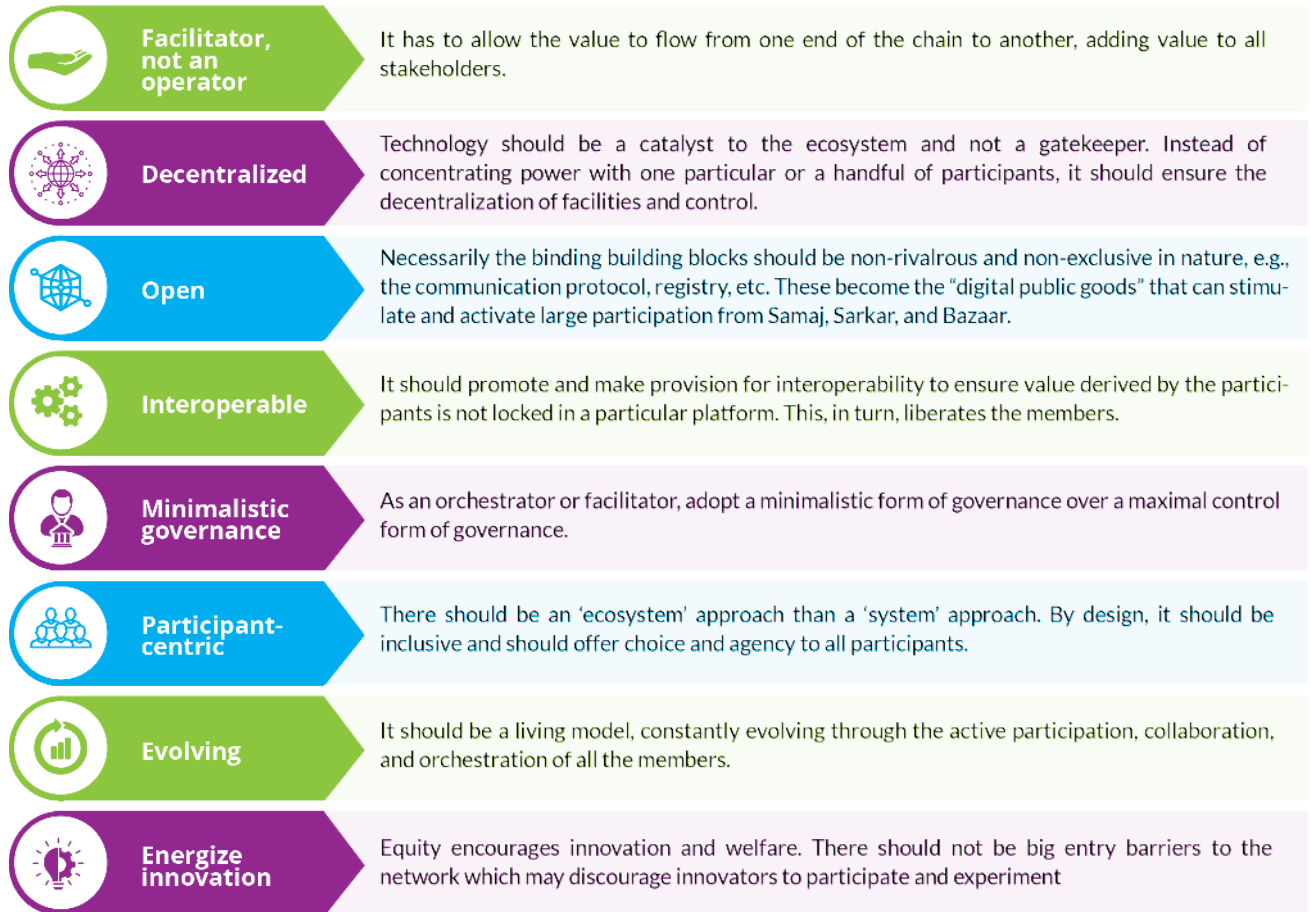 Facilitator,
not an
operator
It has to allow the value to flow from one end of the chain to another, adding value to all
stakeholders.
Decentralized
Technology should be a catalyst to the ecosystem and not a gatekeeper. Instead of
concentrating power with one particular or a handful of participants, it should ensure the
decentralization of facilities and control.
Open
Necessarily the binding building blocks should be non-rivalrous and non-exclusive in nature, e.g.,
the communication protocol, registry, etc. These become the “digital public goods” that can stimu-
late and activate large participation from Samaj, Sarkar, and Bazaar.
Interoperable
It should promote and make provision for interoperability to ensure value derived by the partici-
pants is not locked in a particular platform. This, in turn, liberates the members.
Minimalistic
governance
As an orchestrator or facilitator, adopt a minimalistic form of governance over a maximal control
form of governance.
Participant-
centric
There should be an ‘ecosystem’ approach than a ‘system’ approach. By design, it should be
inclusive and should offer choice and agency to all participants.
Evolving
It should be a living model, constantly evolving through the active participation, collaboration,
and orchestration of all the members.
Energize
innovation
Equity encourages innovation and welfare. There should not be big entry barriers to the
network which may discourage innovators to participate and experiment